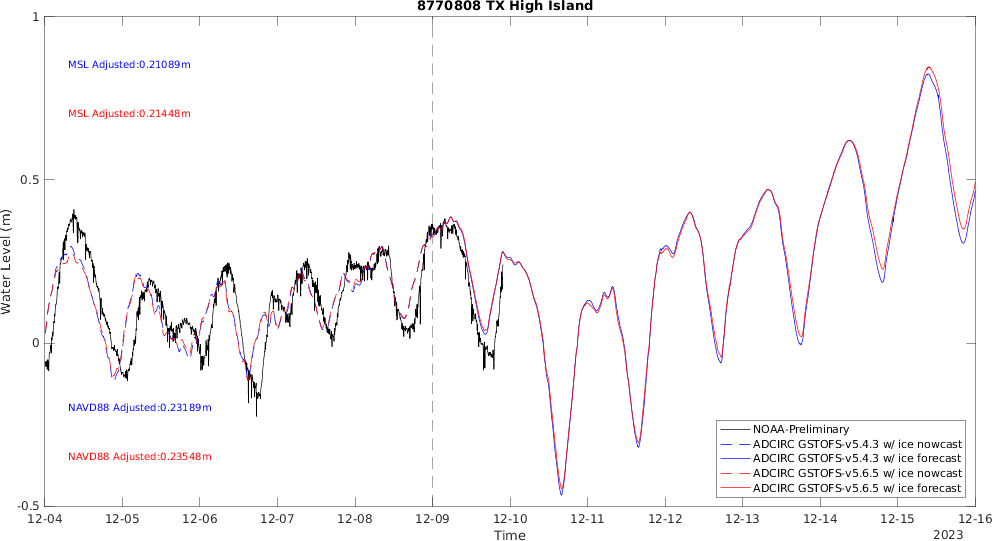 8770808 TX High Island
1
MSL Adjusted:0.21089m
MSL Adjusted:0.21448m
0.5
Water Level (m)
0
NAVD88 Adjusted:0.23189m
NAVD88 Adjusted:0.23548m
-0.5
NOAA-Preliminary
ADCIRC GSTOFS-v5.4.3 w/ ice nowcast
ADCIRC GSTOFS-v5.4.3 w/ ice forecast
ADCIRC GSTOFS-v5.6.5 w/ ice nowcast
ADCIRC GSTOFS-v5.6.5 w/ ice forecast
12-04 12-05 12-06 12-07 12-08 12-09 12-10 12-11 12-12 12-13 12-14 12-15 12-16
Time
2023